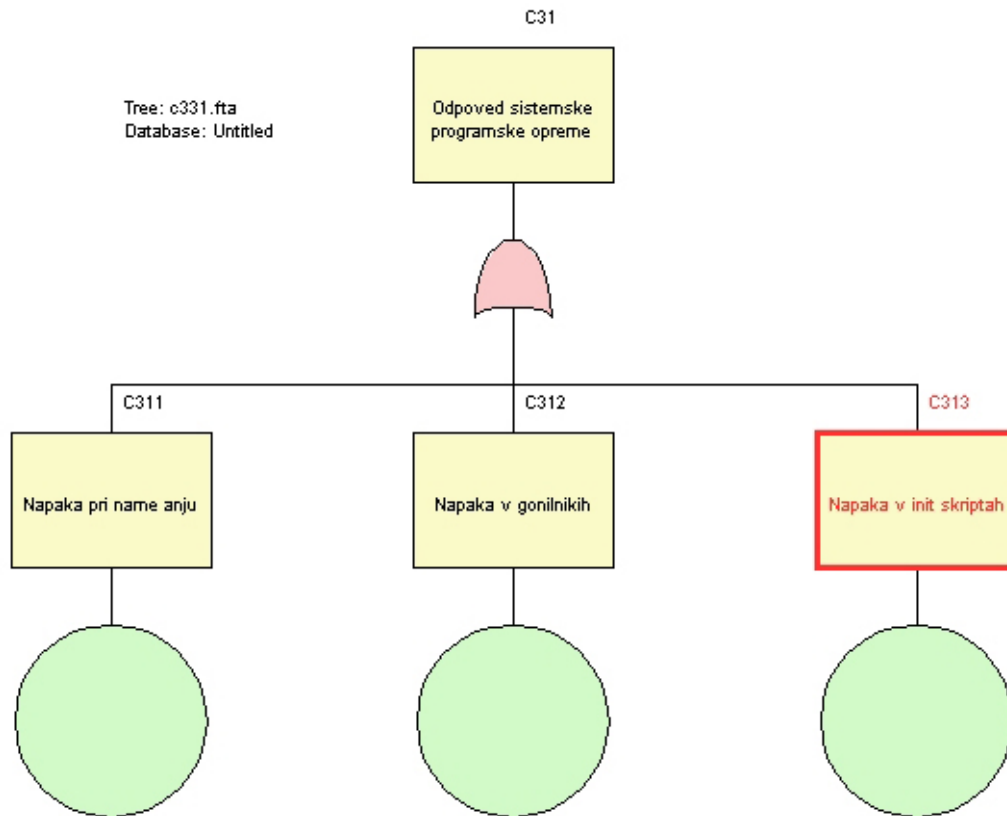 C31
Tree: c331.fta
Database: Untitled
Odpoved sistemske
programske opreme
C311
C312
C313
Napaka pri name anju
Napaka v gonilnikih
Napaka v init skriptah